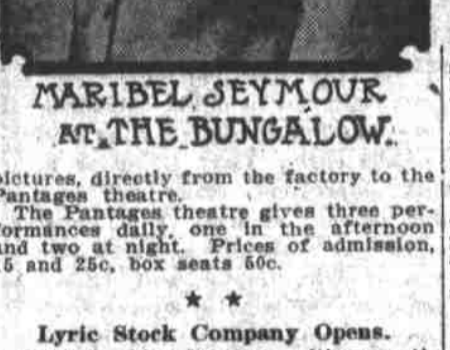 MARIBEL SEYMOUR
AT THE BUNGALOW.
pictures, directly from the factory to the
Pantages theatre.
The Pantages theatre gives three per-
formances daily, one in the afternoon
and two at night. Prices of admission,
5 and 25c, box seats 50c.
★ ★
Lyric Stock Company Opens.